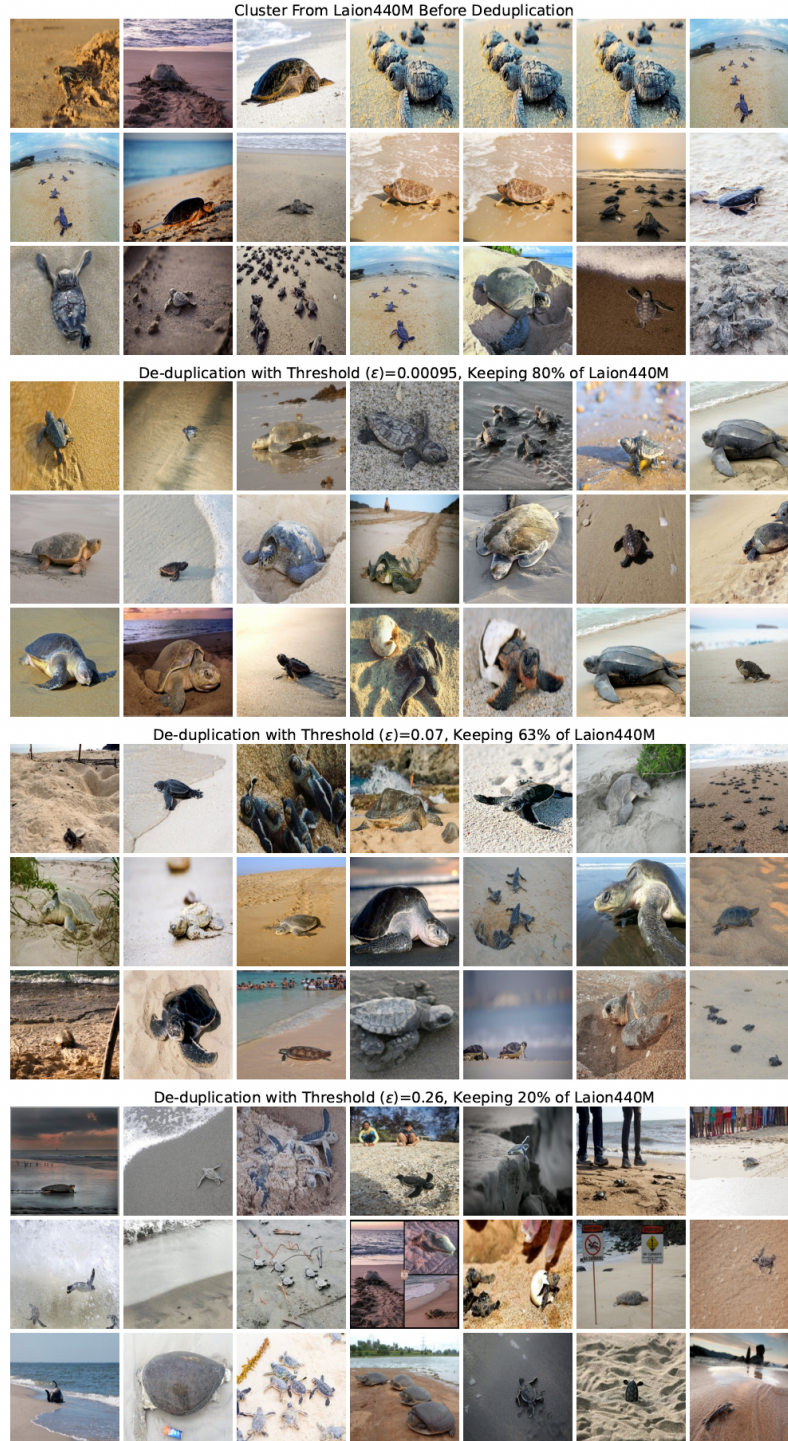 Cluster From Laion440M Before Deduplication
De-duplication with Threshold (ε)=0.00095, Keeping 80% of Laion440M
De-duplication with Threshold (ε)=0.07, Keeping 63% of Laion440M
De-duplication with Threshold (ε)=0.26, Keeping 20% of Laion440M